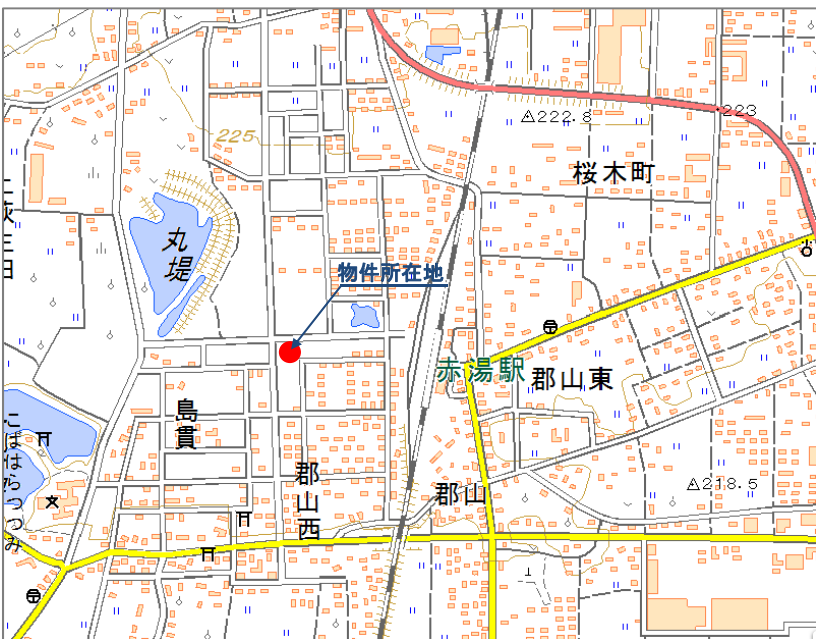 225
222.8
223
桜木町
丸堤
物件所在地
赤湯駅
郡山東
島貫
郡山西
郡山
218.5
こははらつつみ